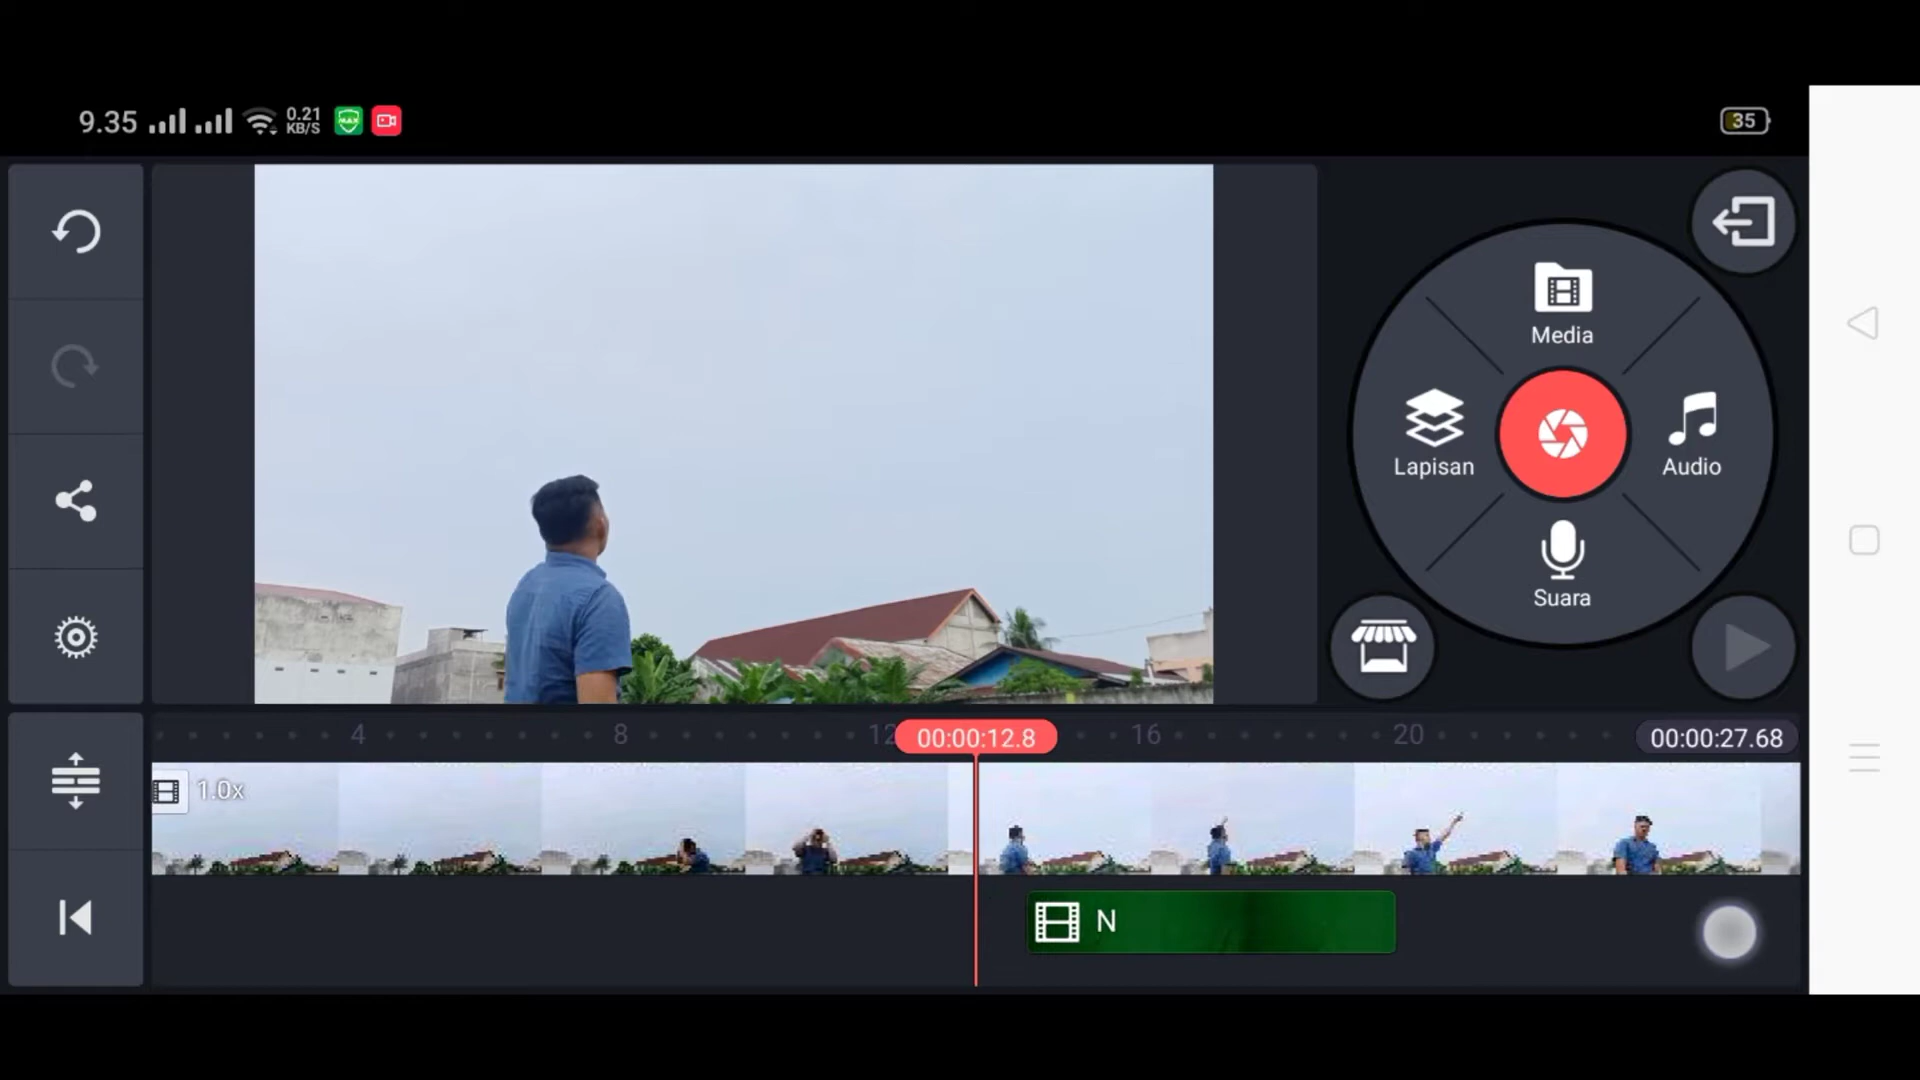 9.35 0.21 KB/S MAX 35
Media
Lapisan
Audio
Suara
4 8 12 16 20
00:00:12.8
00:00:27.68
1.0x
N